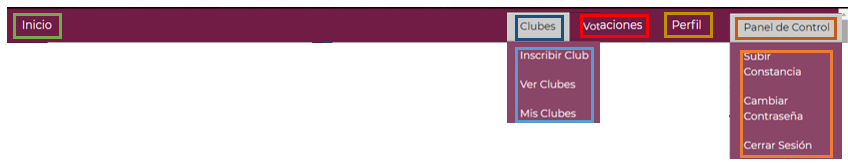 Inicio
Clubes
Votaciones
Perfil
Panel de Control
Inscribir Club
Ver Clubes
Mis Clubes
Subir
Constancia
Cambiar
Contraseña
Cerrar Sesión